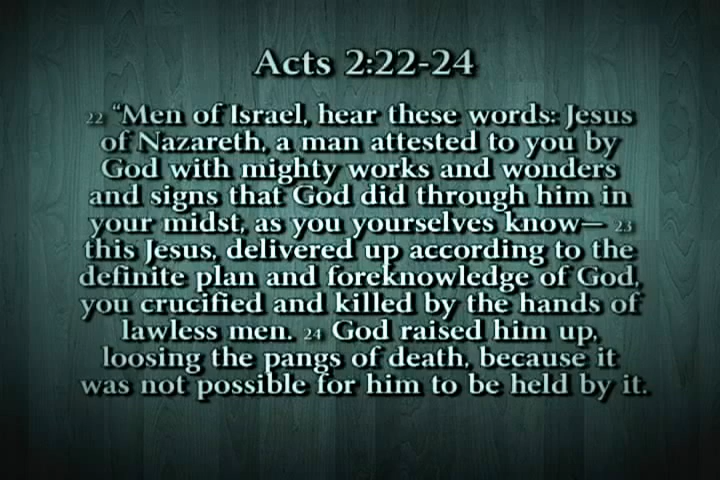 Acts 2:22-24
22 “Men of Israel, hear these words: Jesus
of Nazareth, a man attested to you by
God with mighty works and wonders
and signs that God did through him in
your midst, as you yourselves know— 23
this Jesus, delivered up according to the
definite plan and foreknowledge of God,
you crucified and killed by the hands of
lawless men. 24 God raised him up,
loosing the pangs of death, because it
was not possible for him to be held by it.